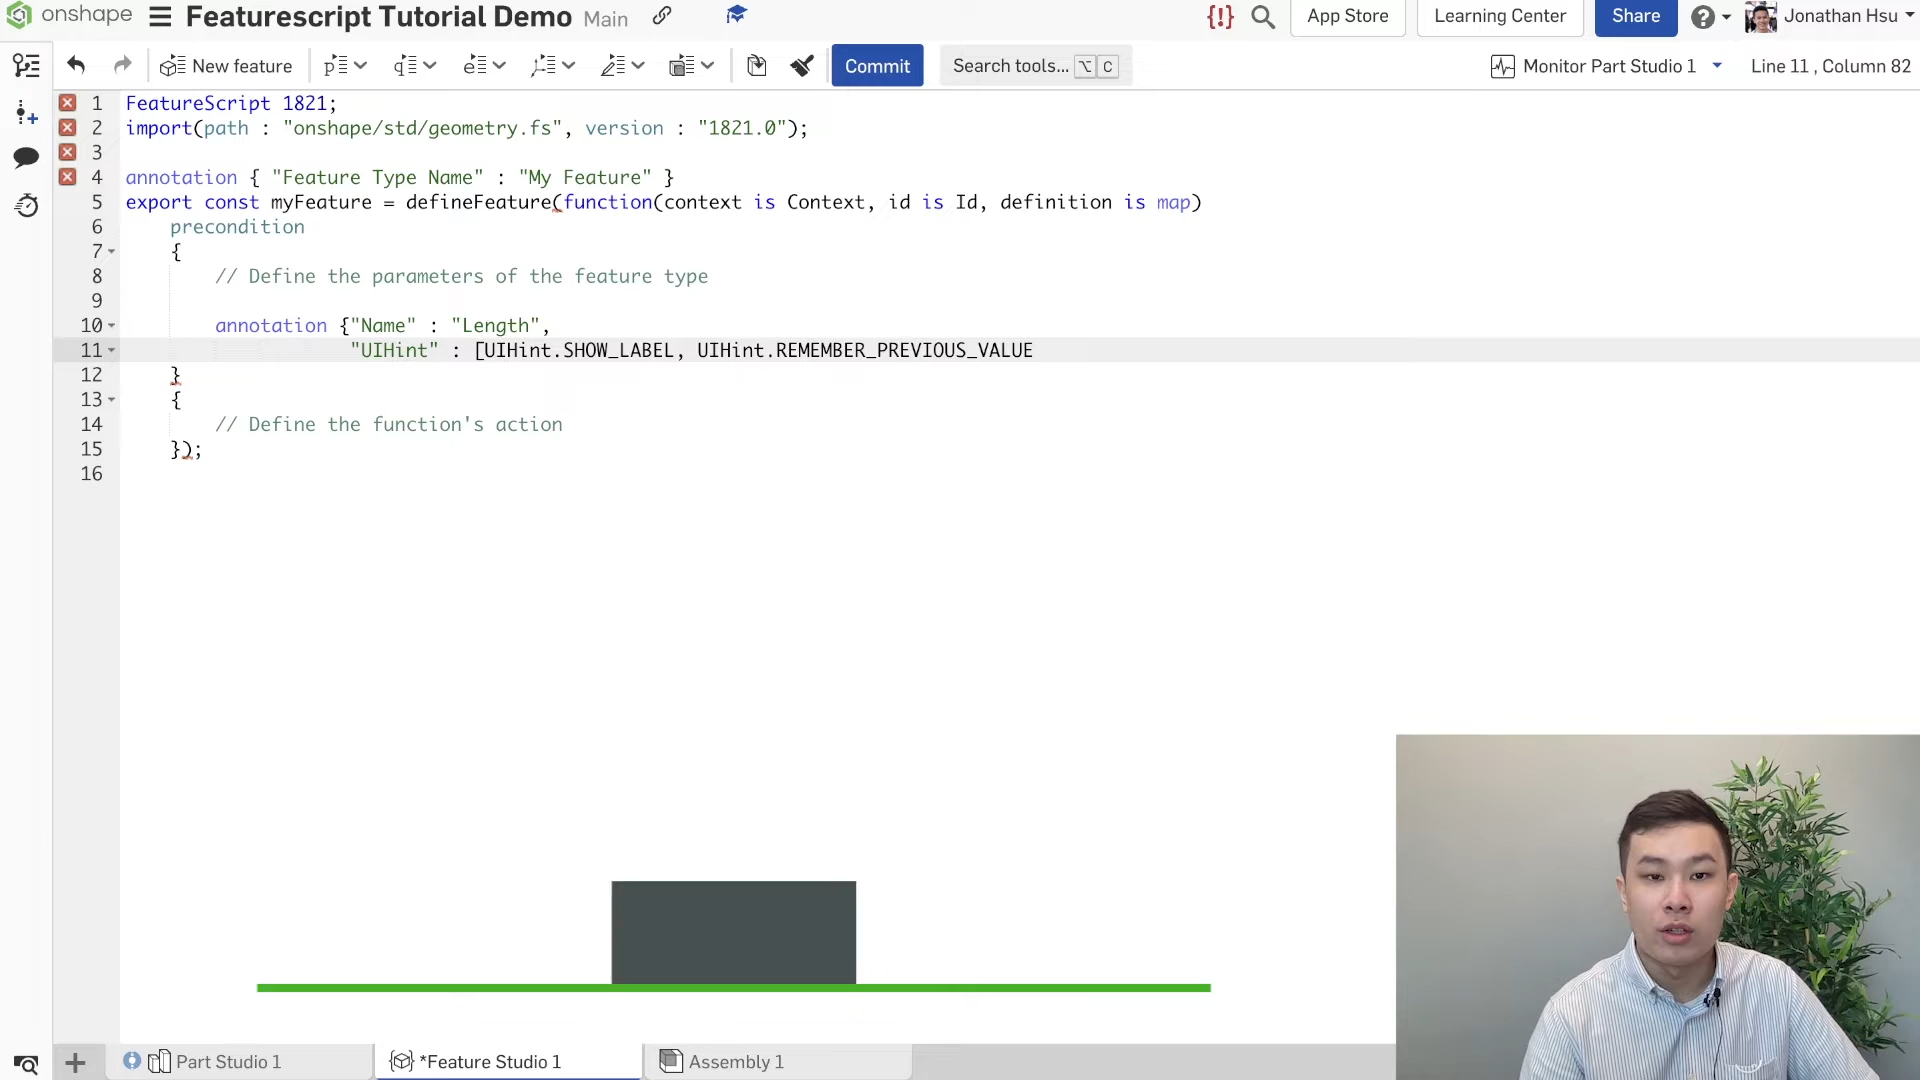 onshape Featurescript Tutorial Demo Main {!} App Store Learning Center Share Jonathan Hsu
New feature Commit Search tools... ⌥ C Monitor Part Studio 1 Line 11 , Column 82
1 FeatureScript 1821;
2 import(path : "onshape/std/geometry.fs", version : "1821.0");
3
4 annotation { "Feature Type Name" : "My Feature" }
5 export const myFeature = defineFeature(function(context is Context, id is Id, definition is map)
6 precondition
7 {
8 // Define the parameters of the feature type
9
10 annotation {"Name" : "Length",
11 "UIHint" : [UIHint.SHOW_LABEL, UIHint.REMEMBER_PREVIOUS_VALUE
12 }
13 {
14 // Define the function's action
15 });
16
Part Studio 1 *Feature Studio 1 Assembly 1